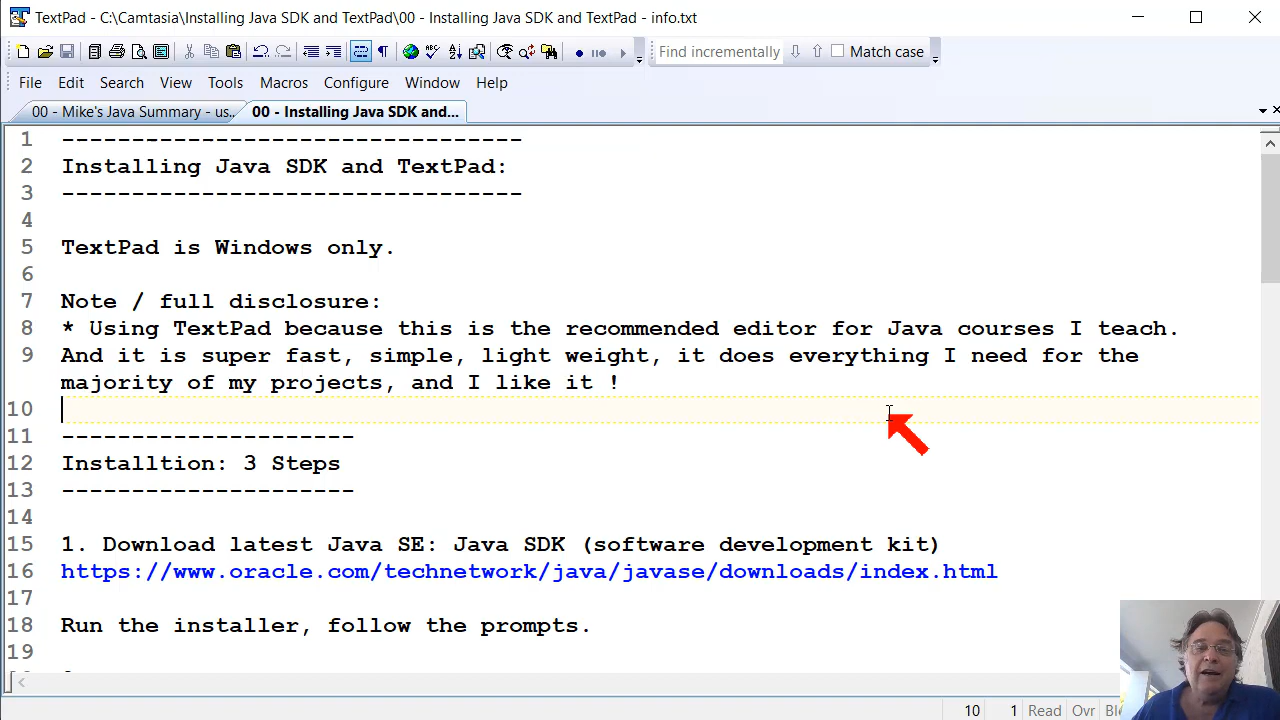 TextPad - C:\Camtasia\Installing Java SDK and TextPad\00 - Installing Java SDK and TextPad - info.txt
Find incrementally Match case
File Edit Search View Tools Macros Configure Window Help
00 - Mike's Java Summary - us... 00 - Installing Java SDK and...
1 ---------------------------------
2 Installing Java SDK and TextPad:
3 ---------------------------------
4
5 TextPad is Windows only.
6
7 Note / full disclosure:
8 * Using TextPad because this is the recommended editor for Java courses I teach.
9 And it is super fast, simple, light weight, it does everything I need for the
majority of my projects, and I like it !
10
11 ---------------------
12 Installtion: 3 Steps
13 ---------------------
14
15 1. Download latest Java SE: Java SDK (software development kit)
16 https://www.oracle.com/technetwork/java/javase/downloads/index.html
17
18 Run the installer, follow the prompts.
19
10 1 Read Ovr